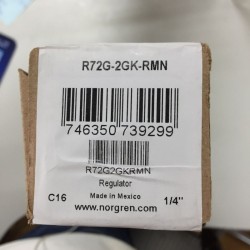 R72G-2GK-RMN
746350 739299
R72G2GKRMN
Regulator
C16
Made in Mexico
1/4"
www.norgren.com